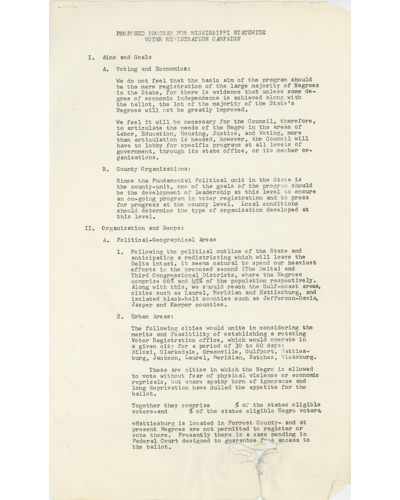 PROPOSED PROGRAM FOR MISSISSIPPI STATEWIDE
VOTER REGISTRATION CAMPAIGN
I. Aims and Goals
A. Voting and Economics:
We do not feel that the basic aim of the program should
be the mere registration of the large majority of Negroes
in the State, for there is evidence that unless some de-
gree of economic independence is achieved along with
the ballot, the lot of the majority of the State's
Negroes will not be greatly improved.
We feel it will be necessary for the Council, therefore,
to articulate the needs of the Negro in the areas of
Labor, Education, Housing, Justice, and Voting, more
than articulation is needed, however, the Council will
have to lobby for specific programs at all levels of
government, through its state office, or its member or-
ganizations.
B. County Organizations:
Since the Fundamental Political unit in the State is
the county-unit, one of the goals of the program should
be the development of leadership at this level to ensure
an on-going program in voter registration and to press
for progress at the county level. Local conditions
should determine the type of organization developed at
this level.
II. Organization and Scope:
A. Political-Geographical Areas
1. Following the political outline of the State and
anticipating a redistricting which will leave the
Delta intact, it seems natural to spend our heaviest
efforts in the proposed second (The Delta) and
Third Congressional Districts, where the Negroes
comprise 66% and 45% of the population respectively.
Along with this, we should reach the Gulf-coast areas,
cities such as Laurel, Meridian and Hattisburg, and
isolated black-belt counties such as Jefferson-Davis,
Jasper and Kemper counties.
2. Urban Areas:
The following cities would unite in considering the
merits and feasibility of establishing a rotating
Voter Registration office, which would operate in
a given city for a period of 30 to 60 days:
Biloxi, Clarksdale, Greenville, Gulfport, Hatties-
burg, Jackson, Laurel, Meridian, Natchez, Vicksburg.
These are cities in which the Negro is allowed
to vote without fear of physical violence or economic
reprisals, but where apathy born of ignorance and
long deprivation have dulled the appetite for the
ballot.
Together they comprise % of the states eligible
voters-and % of the states eligible Negro voters.
*Hattiesburg is located in Forrest County- and at
present Negroes are not permitted to register or
vote there. Presently there is a case pending in
Federal Court designed to guarantee free access to
the ballot.